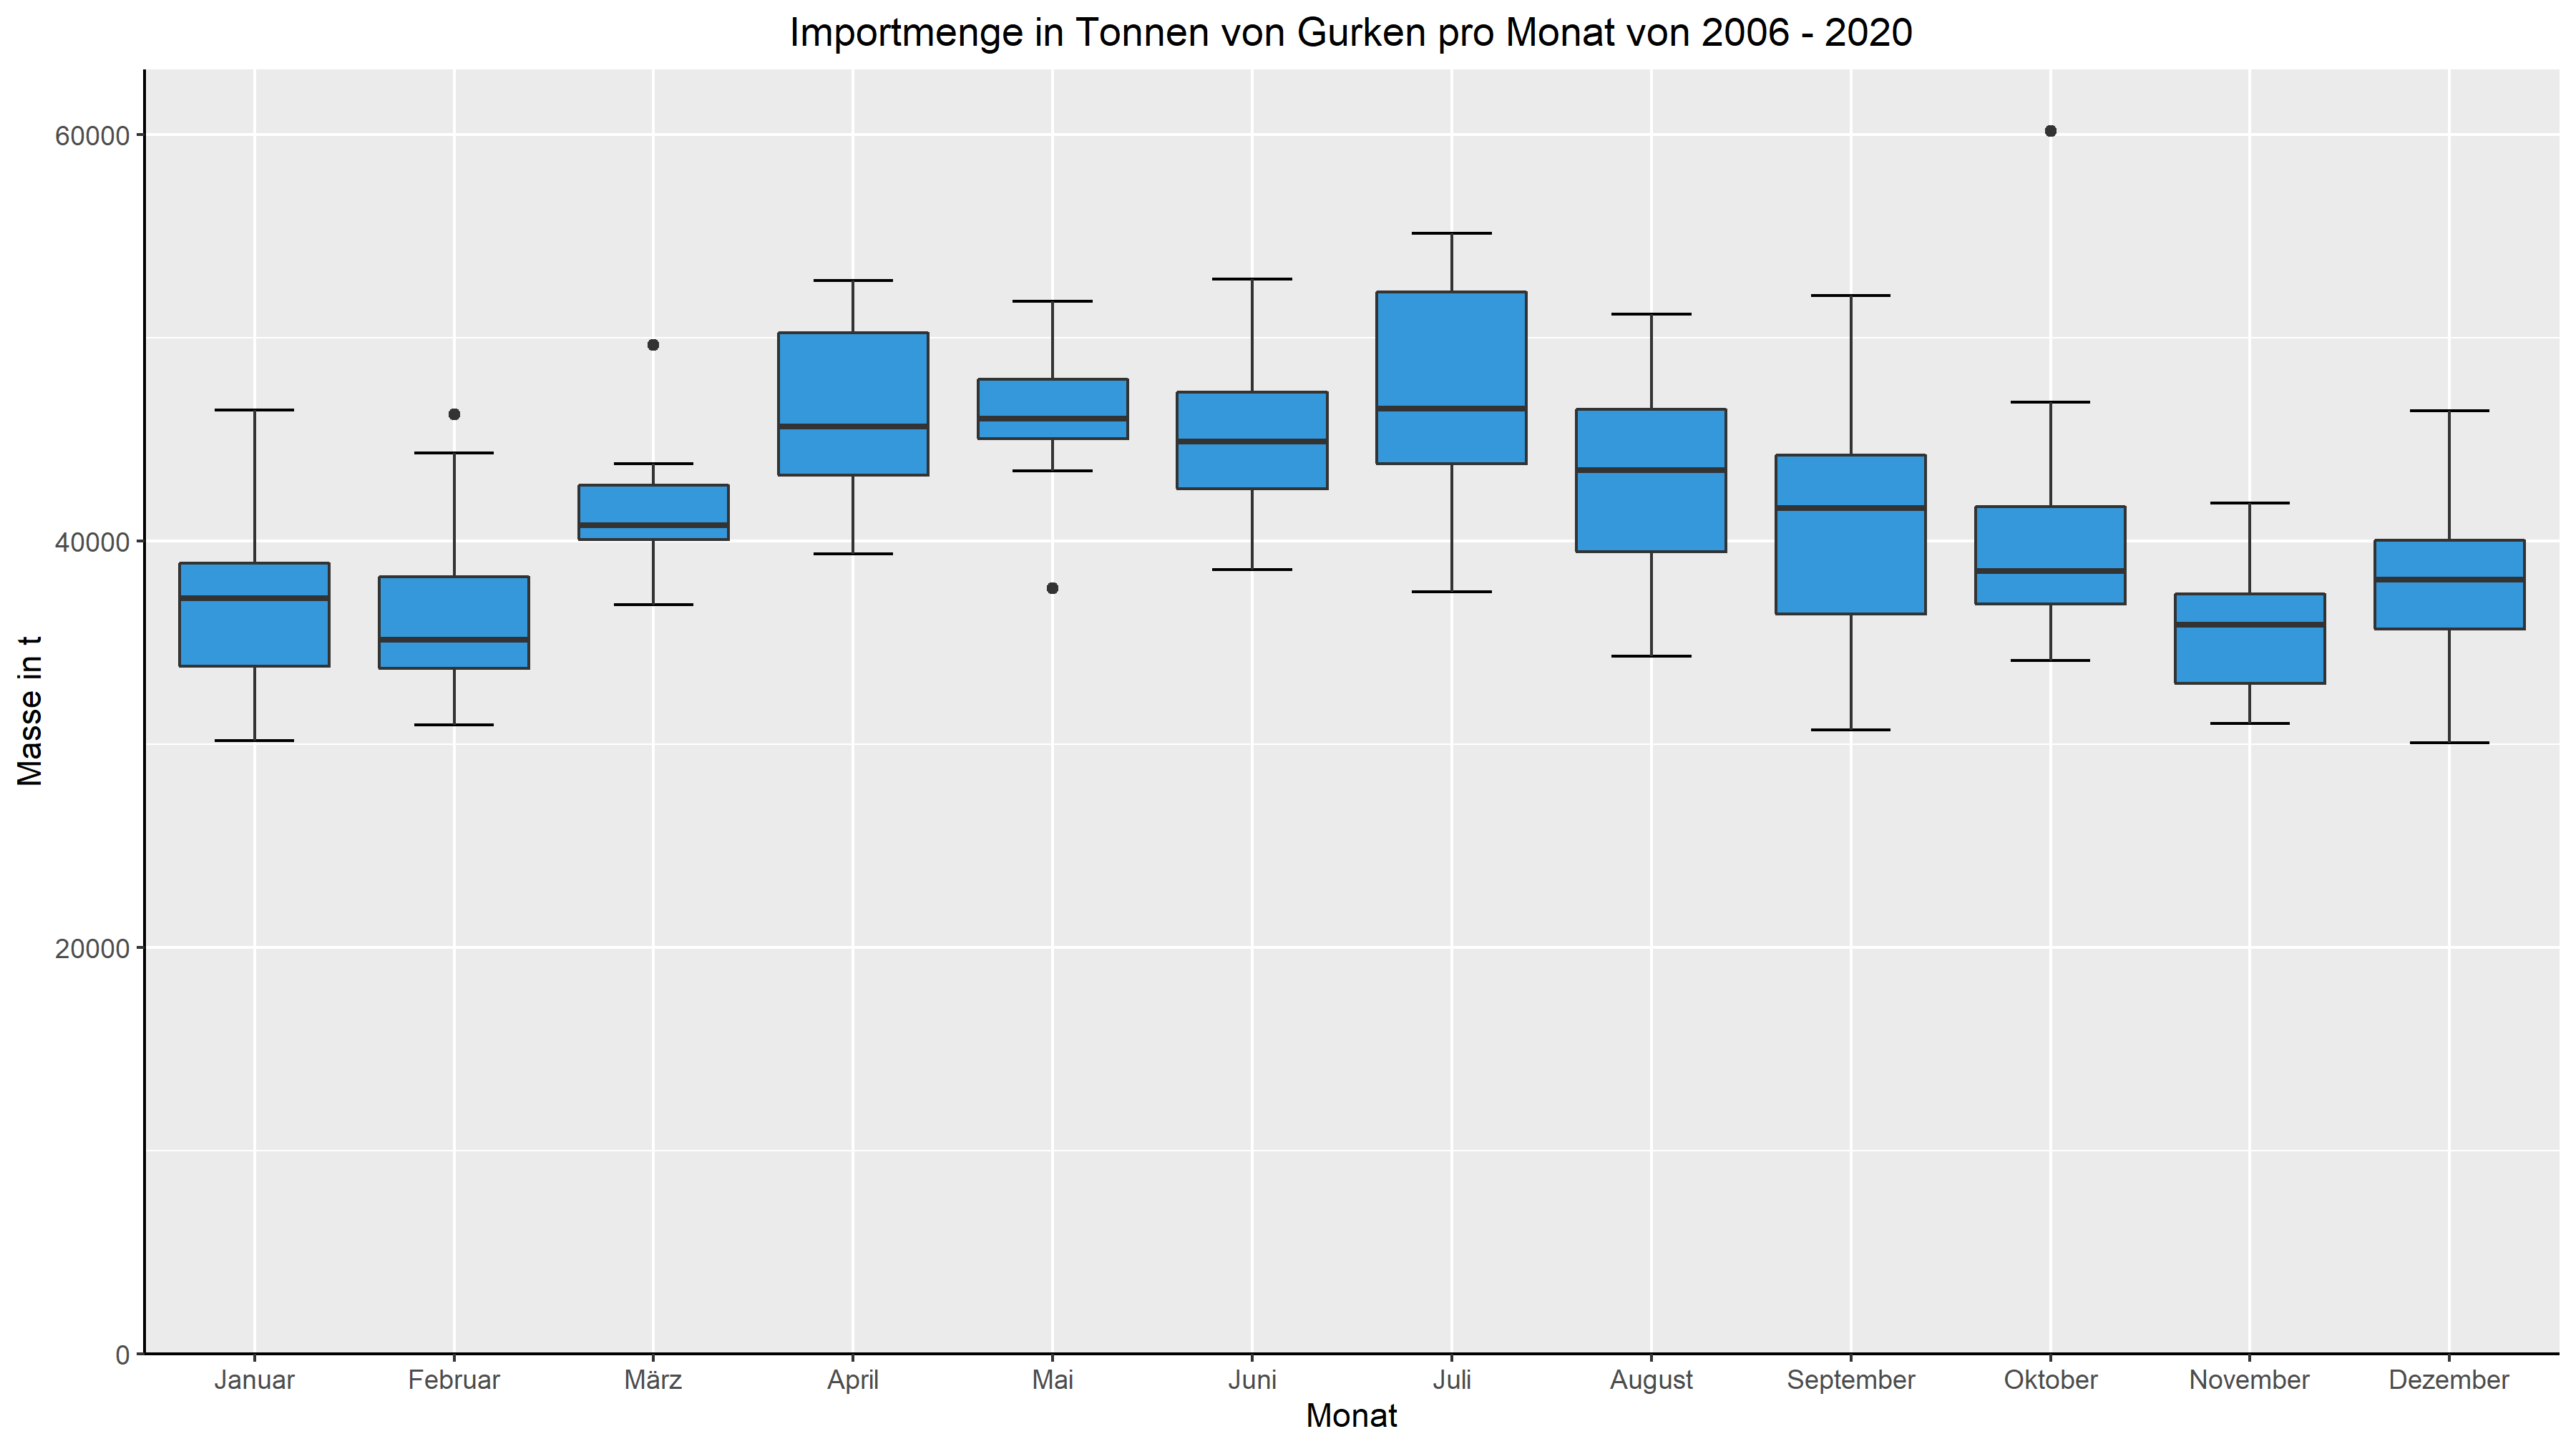 Importmenge in Tonnen von Gurken pro Monat von 2006 - 2020
60000
40000
20000
0
Masse in t
Januar Februar März April Mai Juni Juli August September Oktober November Dezember
Monat